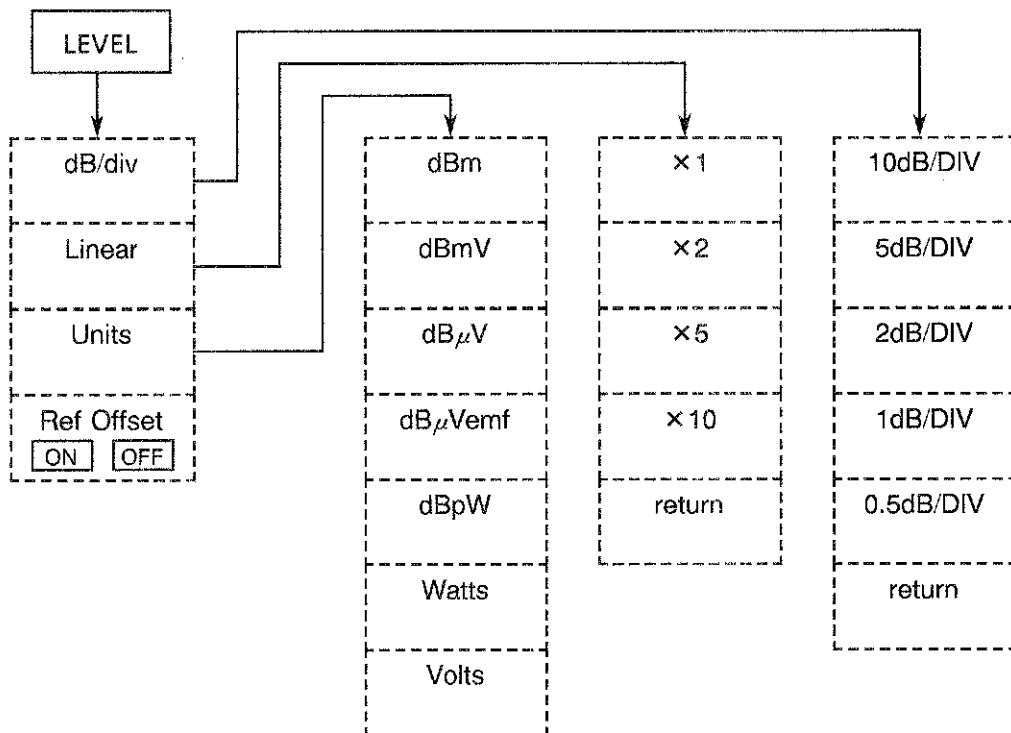 LEVEL
dB/div
Linear
Units
Ref Offset
ON OFF
dBm
dBmV
dBμV
dBμVemf
dBpW
Watts
Volts
×1
×2
×5
×10
return
10dB/DIV
5dB/DIV
2dB/DIV
1dB/DIV
0.5dB/DIV
return